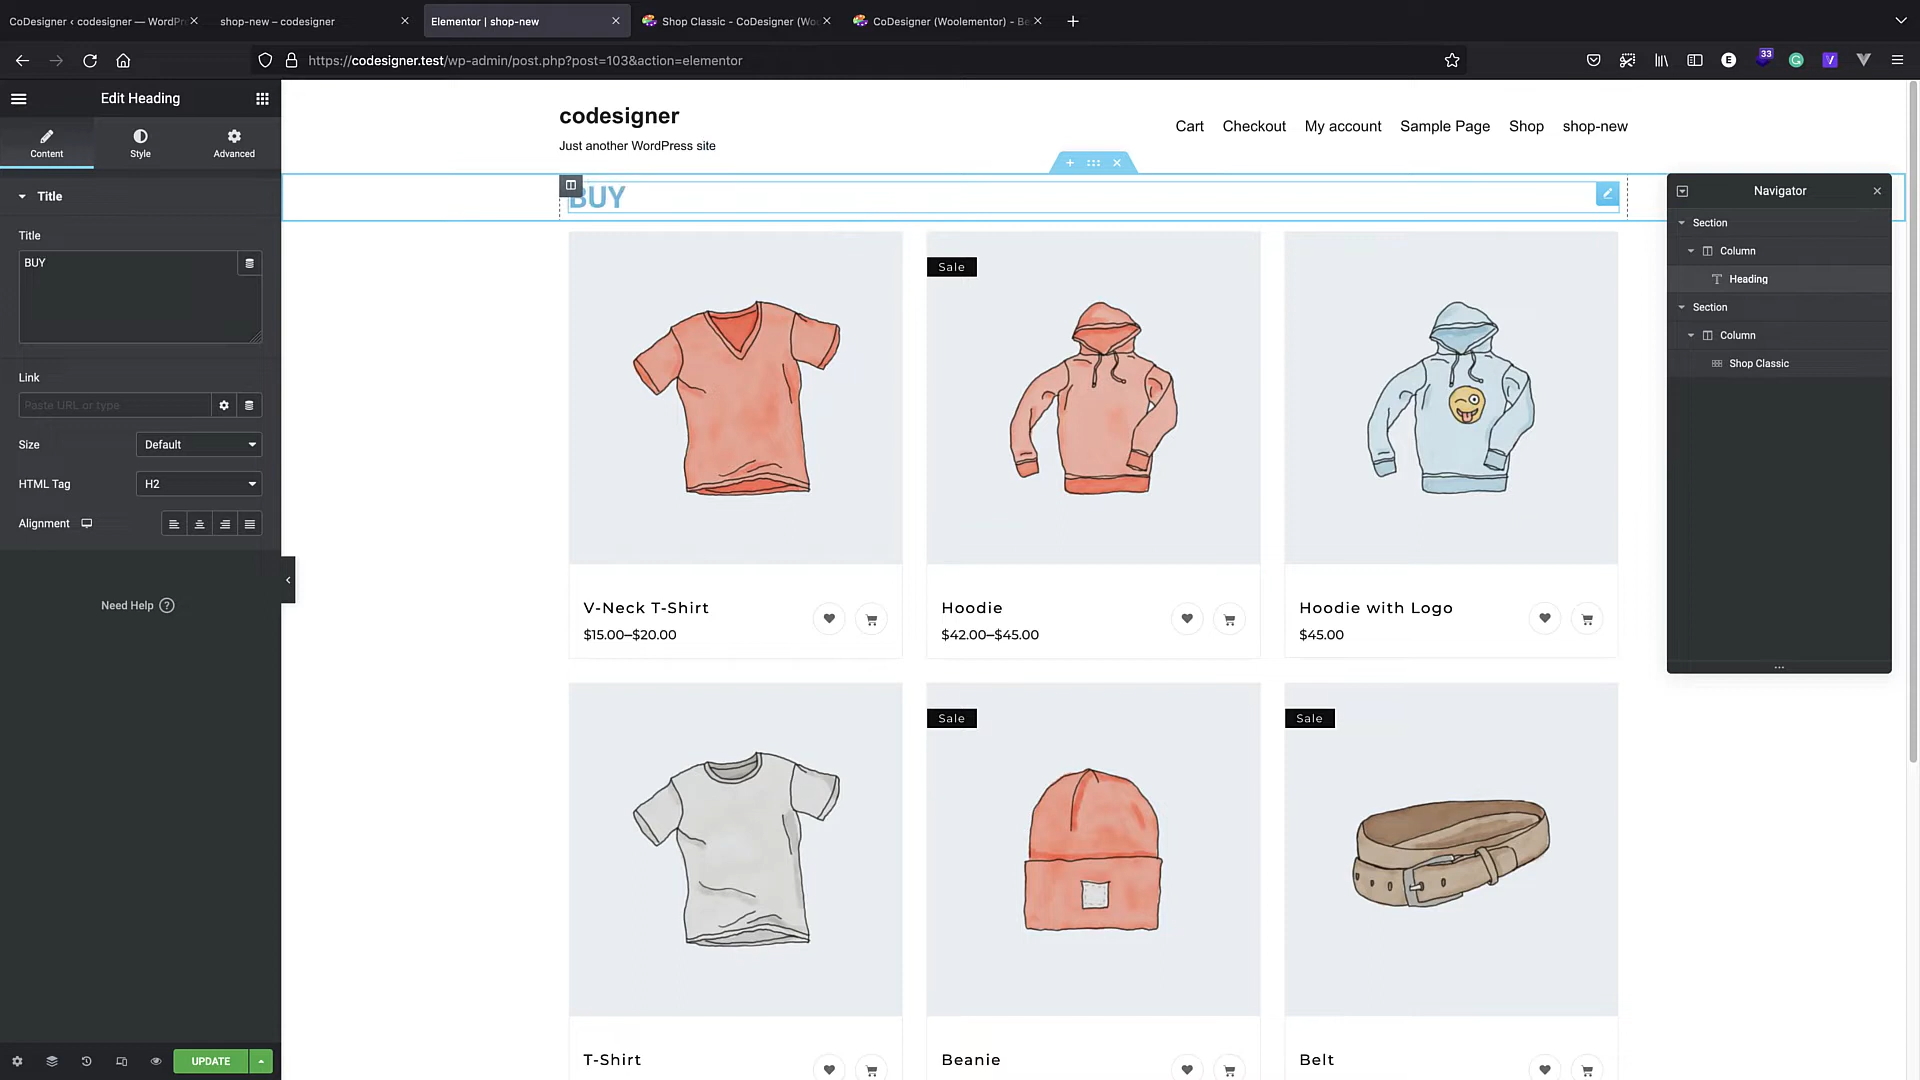 CoDesigner ‹ codesigner — WordPr
shop-new – codesigner
Elementor | shop-new
Shop Classic - CoDesigner (Woo
CoDesigner (Woolementor) - Be
https://codesigner.test/wp-admin/post.php?post=103&action=elementor
33
Edit Heading
Content
Style
Advanced
Title
Title
BUY
Link
Paste URL or type
Size
Default
HTML Tag
H2
Alignment
Need Help
UPDATE
codesigner
Just another WordPress site
Cart
Checkout
My account
Sample Page
Shop
shop-new
BUY
Sale
V-Neck T-Shirt
$15.00–$20.00
Hoodie
$42.00–$45.00
Hoodie with Logo
$45.00
Sale
Sale
T-Shirt
Beanie
Belt
Navigator
Section
Column
Heading
Section
Column
Shop Classic